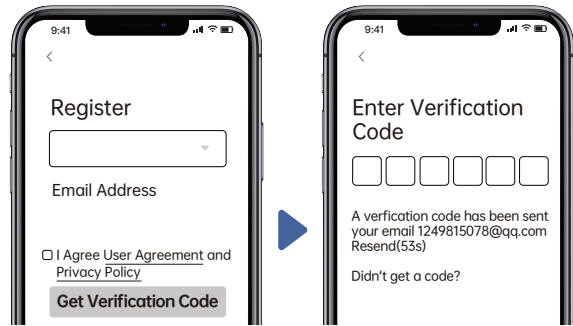 9:41
Register
Email Address
I Agree User Agreement and
Privacy Policy
Get Verification Code
9:41
Enter Verification
Code
A verfication code has been sent
your email 1249815078@qq.com
Resend(53s)
Didn't get a code?